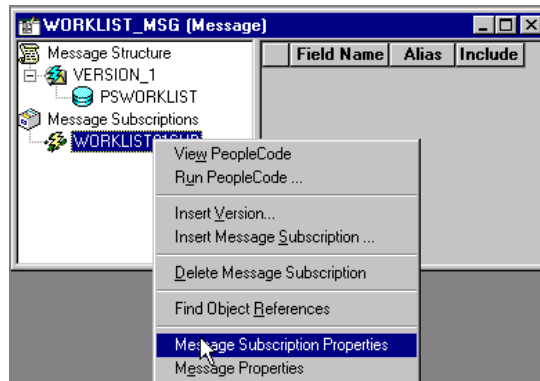 WORKLIST_MSG (Message)
Message Structure
Field Name Alias Include
VERSION_1
PSWORKLIST
Message Subscriptions
View PeopleCode
Run PeopleCode ...
Insert Version...
Insert Message Subscription ...
Delete Message Subscription
Find Object References
Message Subscription Properties
Message Properties